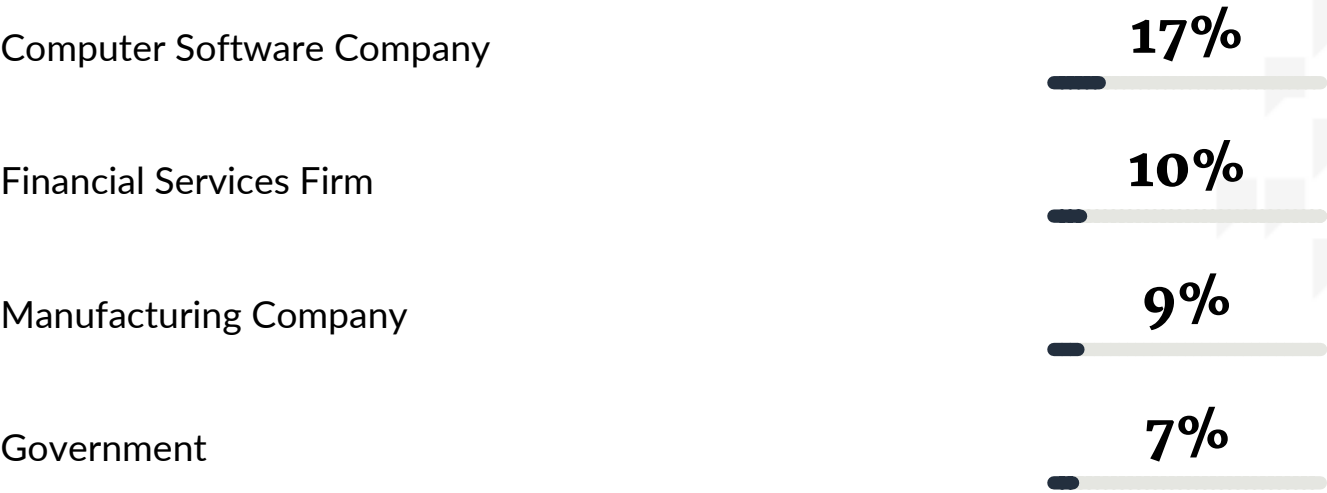 Computer Software Company 17%
Financial Services Firm 10%
Manufacturing Company 9%
Government 7%